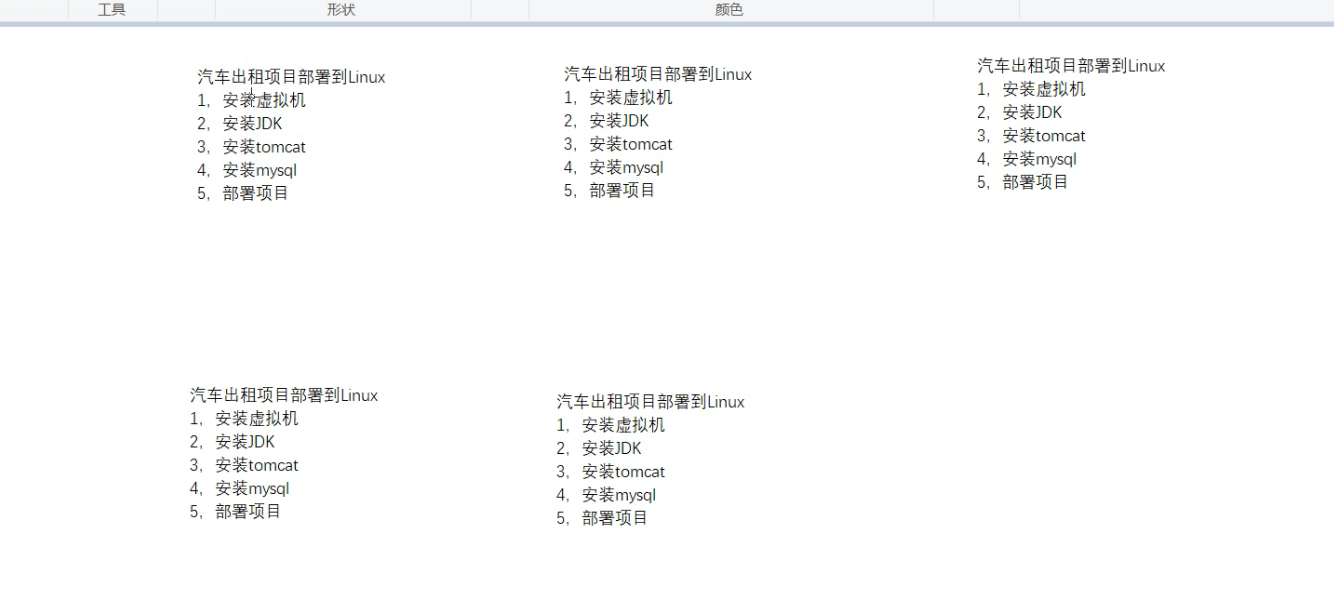 工具
形状
颜色
汽车出租项目部署到Linux
1，安装虚拟机
2，安装JDK
3，安装tomcat
4，安装mysql
5，部署项目
汽车出租项目部署到Linux
1，安装虚拟机
2，安装JDK
3，安装tomcat
4，安装mysql
5，部署项目
汽车出租项目部署到Linux
1，安装虚拟机
2，安装JDK
3，安装tomcat
4，安装mysql
5，部署项目
汽车出租项目部署到Linux
1，安装虚拟机
2，安装JDK
3，安装tomcat
4，安装mysql
5，部署项目
汽车出租项目部署到Linux
1，安装虚拟机
2，安装JDK
3，安装tomcat
4，安装mysql
5，部署项目